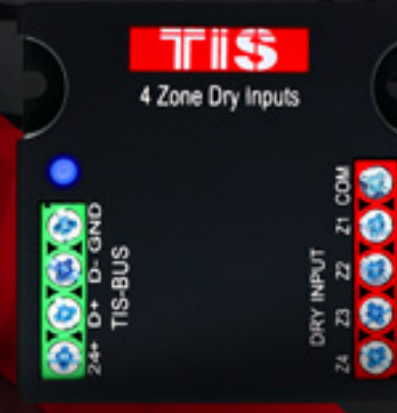 TIS
4 Zone Dry Inputs
GND
D-
D+
24+
TIS-BUS
COM
Z1
Z2
Z3
Z4
DRY INPUT